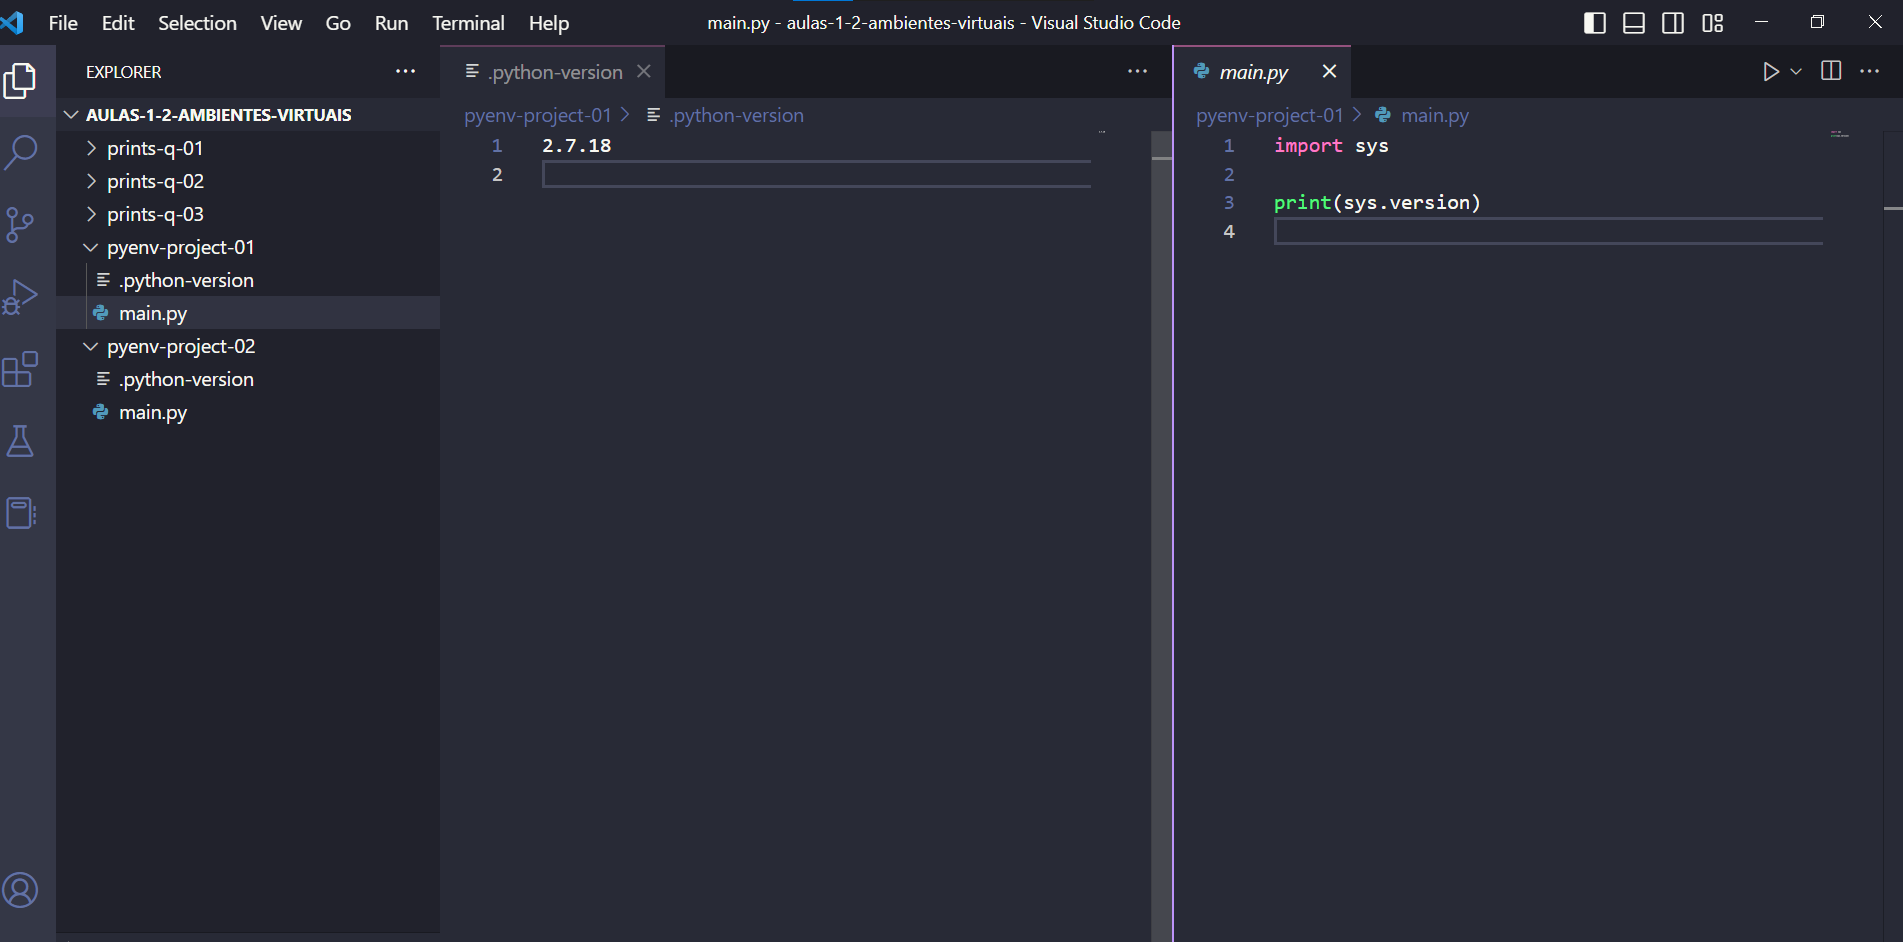 File Edit Selection View Go Run Terminal Help
main.py - aulas-1-2-ambientes-virtuais - Visual Studio Code
EXPLORER
AULAS-1-2-AMBIENTES-VIRTUAIS
prints-q-01
prints-q-02
prints-q-03
pyenv-project-01
.python-version
main.py
pyenv-project-02
.python-version
main.py
.python-version
pyenv-project-01 .python-version
1 2.7.18
2
main.py
pyenv-project-01 main.py
1 import sys
2
3 print(sys.version)
4